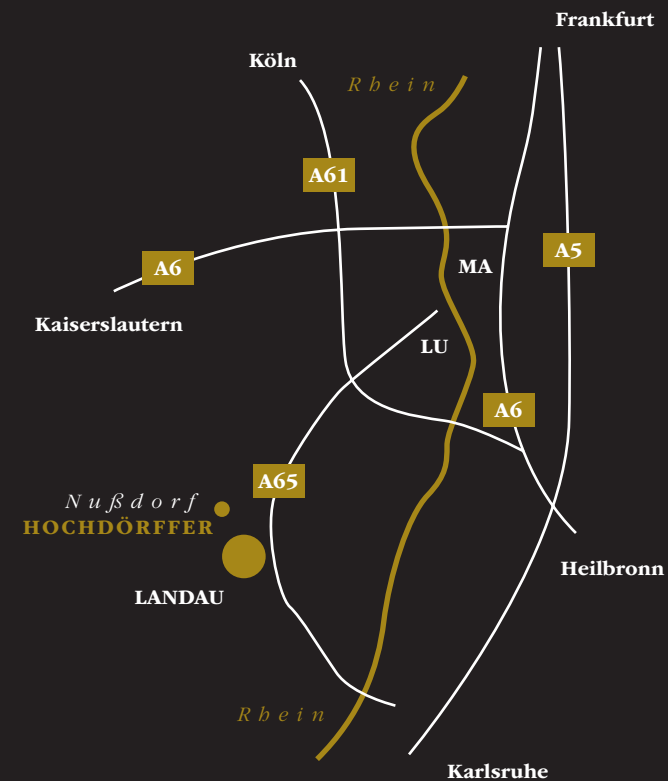 Frankfurt
Köln
Rhein
A61
A5
A6
MA
Kaiserslautern
LU
A6
A65
Nußdorf
HOCHDÖRFFER
Heilbronn
LANDAU
Rhein
Karlsruhe